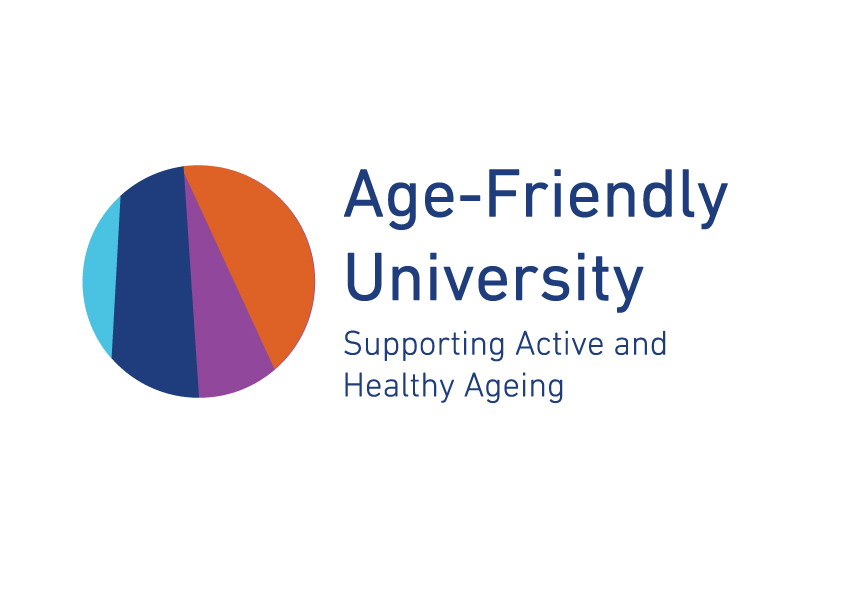 Age-Friendly
University
Supporting Active and
Healthy Ageing